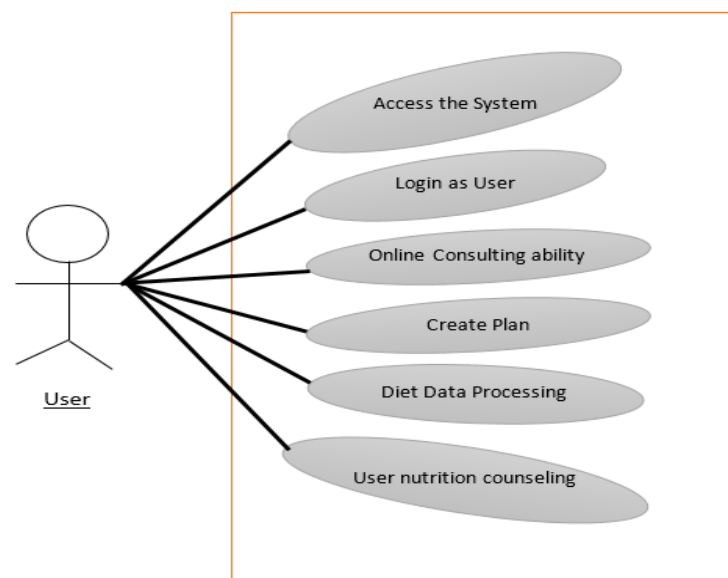 Access the System
Login as User
Online Consulting ability
Create Plan
Diet Data Processing
User nutrition counseling
User